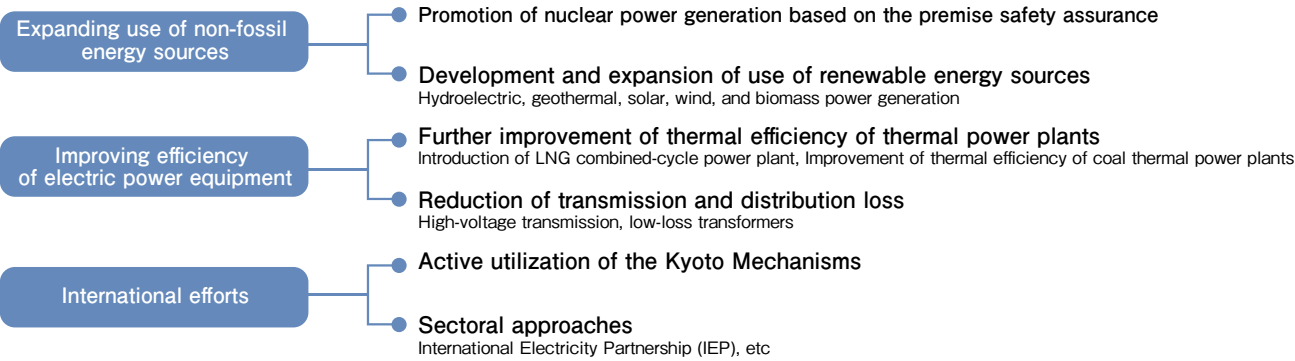 Expanding use of non-fossil
energy sources
Promotion of nuclear power generation based on the premise safety assurance
Development and expansion of use of renewable energy sources
Hydroelectric, geothermal, solar, wind, and biomass power generation
Improving efficiency
of electric power equipment
Further improvement of thermal efficiency of thermal power plants
Introduction of LNG combined-cycle power plant, Improvement of thermal efficiency of coal thermal power plants
Reduction of transmission and distribution loss
High-voltage transmission, low-loss transformers
International efforts
Active utilization of the Kyoto Mechanisms
Sectoral approaches
International Electricity Partnership (IEP), etc